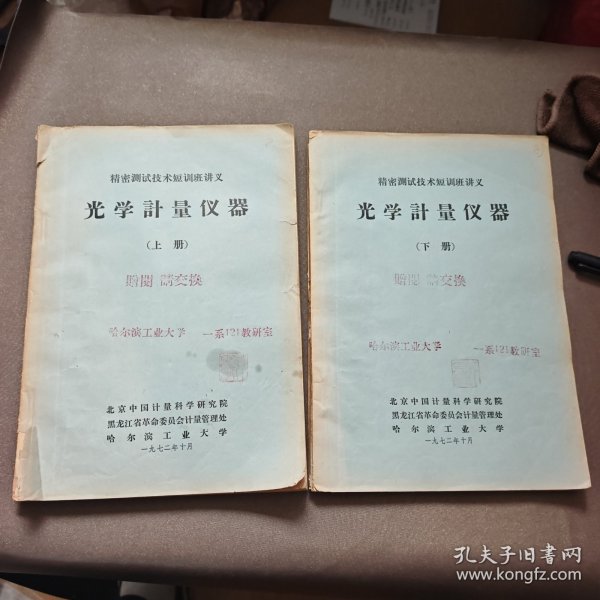 精密测试技术短训班讲义
光学計量仪器
(上册)
贈閱 請交換
哈尔滨工业大学 一系121教研室
北京中国计量科学研究院
黑龙江省革命委员会计量管理处
哈尔滨工业大学
一九七二年十月
精密测试技术短训班讲义
光学計量仪器
(下册)
贈閱 請交換
哈尔滨工业大学 一系121教研室
北京中国计量科学研究院
黑龙江省革命委员会计量管理处
哈尔滨工业大学
一九七二年十月
孔夫子旧书网
www.kongfz.com